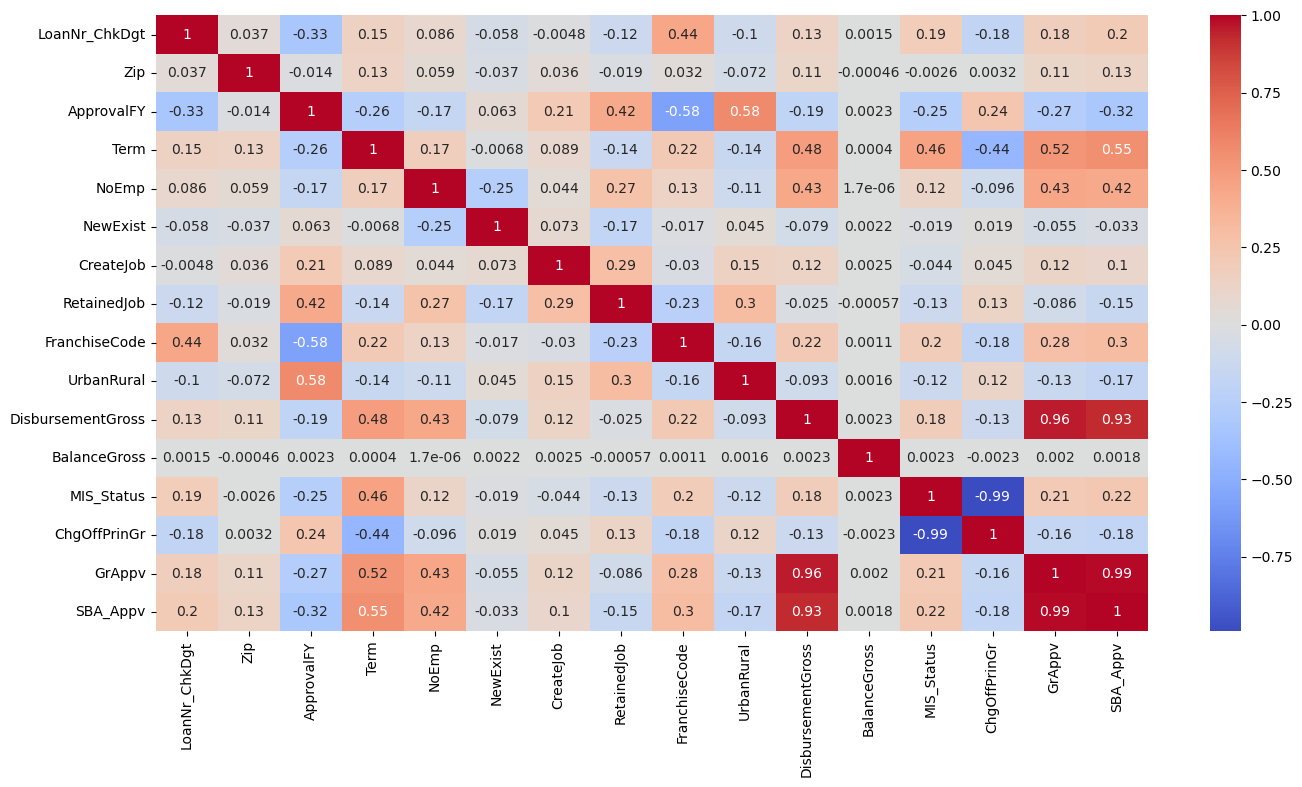 LoanNr_ChkDgt 1 0.037 -0.33 0.15 0.086 -0.058 -0.0048 -0.12 0.44 -0.1 0.13 0.0015 0.19 -0.18 0.18 0.2
Zip 0.037 1 -0.014 0.13 0.059 -0.037 0.036 -0.019 0.032 -0.072 0.11 -0.00046 -0.0026 0.0032 0.11 0.13
ApprovalFY -0.33 -0.014 1 -0.26 -0.17 0.063 0.21 0.42 -0.58 0.58 -0.19 0.0023 -0.25 0.24 -0.27 -0.32
Term 0.15 0.13 -0.26 1 0.17 -0.0068 0.089 -0.14 0.22 -0.14 0.48 0.0004 0.46 -0.44 0.52 0.55
NoEmp 0.086 0.059 -0.17 0.17 1 -0.25 0.044 0.27 0.13 -0.11 0.43 1.7e-06 0.12 -0.096 0.43 0.42
NewExist -0.058 -0.037 0.063 -0.0068 -0.25 1 0.073 -0.17 -0.017 0.045 -0.079 0.0022 -0.019 0.019 -0.055 -0.033
CreateJob -0.0048 0.036 0.21 0.089 0.044 0.073 1 0.29 -0.03 0.15 0.12 0.0025 -0.044 0.045 0.12 0.1
RetainedJob -0.12 -0.019 0.42 -0.14 0.27 -0.17 0.29 1 -0.23 0.3 -0.025 -0.00057 -0.13 0.13 -0.086 -0.15
FranchiseCode 0.44 0.032 -0.58 0.22 0.13 -0.017 -0.03 -0.23 1 -0.16 0.22 0.0011 0.2 -0.18 0.28 0.3
UrbanRural -0.1 -0.072 0.58 -0.14 -0.11 0.045 0.15 0.3 -0.16 1 -0.093 0.0016 -0.12 0.12 -0.13 -0.17
DisbursementGross 0.13 0.11 -0.19 0.48 0.43 -0.079 0.12 -0.025 0.22 -0.093 1 0.0023 0.18 -0.13 0.96 0.93
BalanceGross 0.0015 -0.00046 0.0023 0.0004 1.7e-06 0.0022 0.0025 -0.00057 0.0011 0.0016 0.0023 1 0.0023 -0.0023 0.002 0.0018
MIS_Status 0.19 -0.0026 -0.25 0.46 0.12 -0.019 -0.044 -0.13 0.2 -0.12 0.18 0.0023 1 -0.99 0.21 0.22
ChgOffPrinGr -0.18 0.0032 0.24 -0.44 -0.096 0.019 0.045 0.13 -0.18 0.12 -0.13 -0.0023 -0.99 1 -0.16 -0.18
GrAppv 0.18 0.11 -0.27 0.52 0.43 -0.055 0.12 -0.086 0.28 -0.13 0.96 0.002 0.21 -0.16 1 0.99
SBA_Appv 0.2 0.13 -0.32 0.55 0.42 -0.033 0.1 -0.15 0.3 -0.17 0.93 0.0018 0.22 -0.18 0.99 1
LoanNr_ChkDgt
Zip
ApprovalFY
Term
NoEmp
NewExist
CreateJob
RetainedJob
FranchiseCode
UrbanRural
DisbursementGross
BalanceGross
MIS_Status
ChgOffPrinGr
GrAppv
SBA_Appv
1.00
0.75
0.50
0.25
0.00
-0.25
-0.50
-0.75